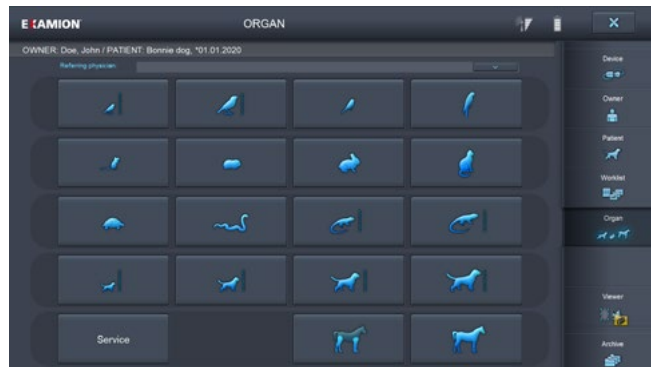 EXAMION
ORGAN
OWNER: Doe, John / PATIENT: Bonnie dog, *01.01.2020
Referring physician:
Device
Owner
Patient
Worklist
Organ
Service
Viewer
Archive